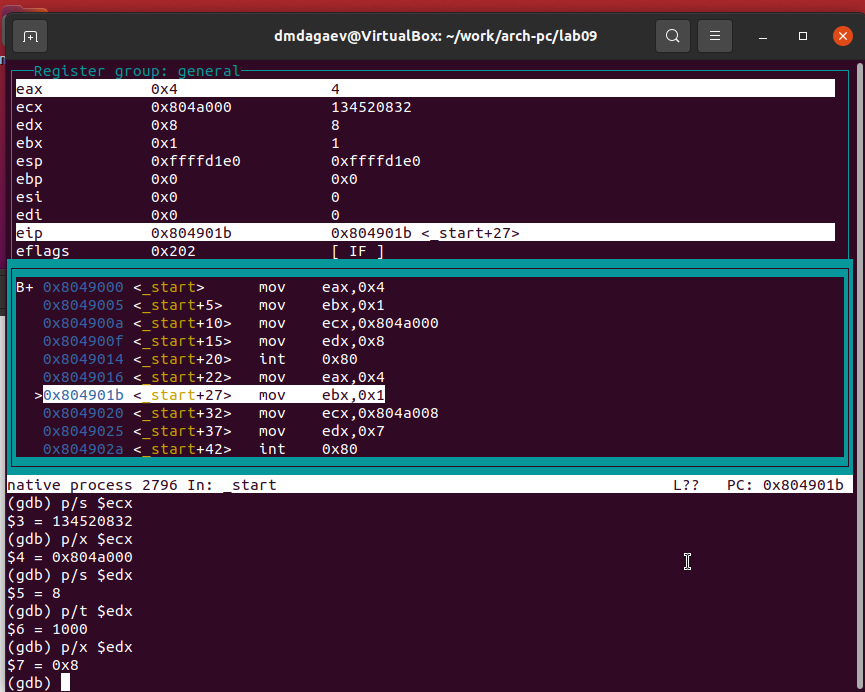 dmdagaev@VirtualBox: ~/work/arch-pc/lab09
Register group: general
eax 0x4 4
ecx 0x804a000 134520832
edx 0x8 8
ebx 0x1 1
esp 0xffffd1e0 0xffffd1e0
ebp 0x0 0x0
esi 0x0 0
edi 0x0 0
eip 0x804901b 0x804901b <_start+27>
eflags 0x202 [ IF ]
B+ 0x8049000 <_start> mov eax,0x4
0x8049005 <_start+5> mov ebx,0x1
0x804900a <_start+10> mov ecx,0x804a000
0x804900f <_start+15> mov edx,0x8
0x8049014 <_start+20> int 0x80
0x8049016 <_start+22> mov eax,0x4
>0x804901b <_start+27> mov ebx,0x1
0x8049020 <_start+32> mov ecx,0x804a008
0x8049025 <_start+37> mov edx,0x7
0x804902a <_start+42> int 0x80
native process 2796 In: _start L?? PC: 0x804901b
(gdb) p/s $ecx
$3 = 134520832
(gdb) p/x $ecx
$4 = 0x804a000
(gdb) p/s $edx
$5 = 8
(gdb) p/t $edx
$6 = 1000
(gdb) p/x $edx
$7 = 0x8
(gdb)